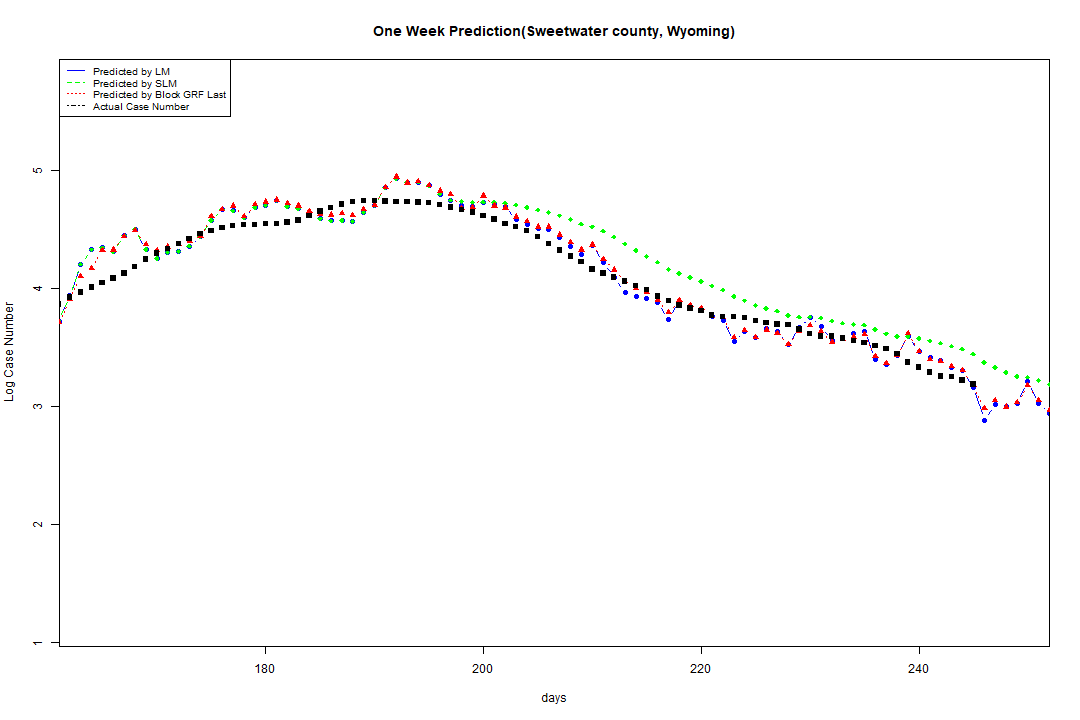 One Week Prediction(Sweetwater county, Wyoming)
Predicted by LM
Predicted by SLM
Predicted by Block GRF Last
Actual Case Number
5
4
3
2
1
Log Case Number
180
200
220
240
days